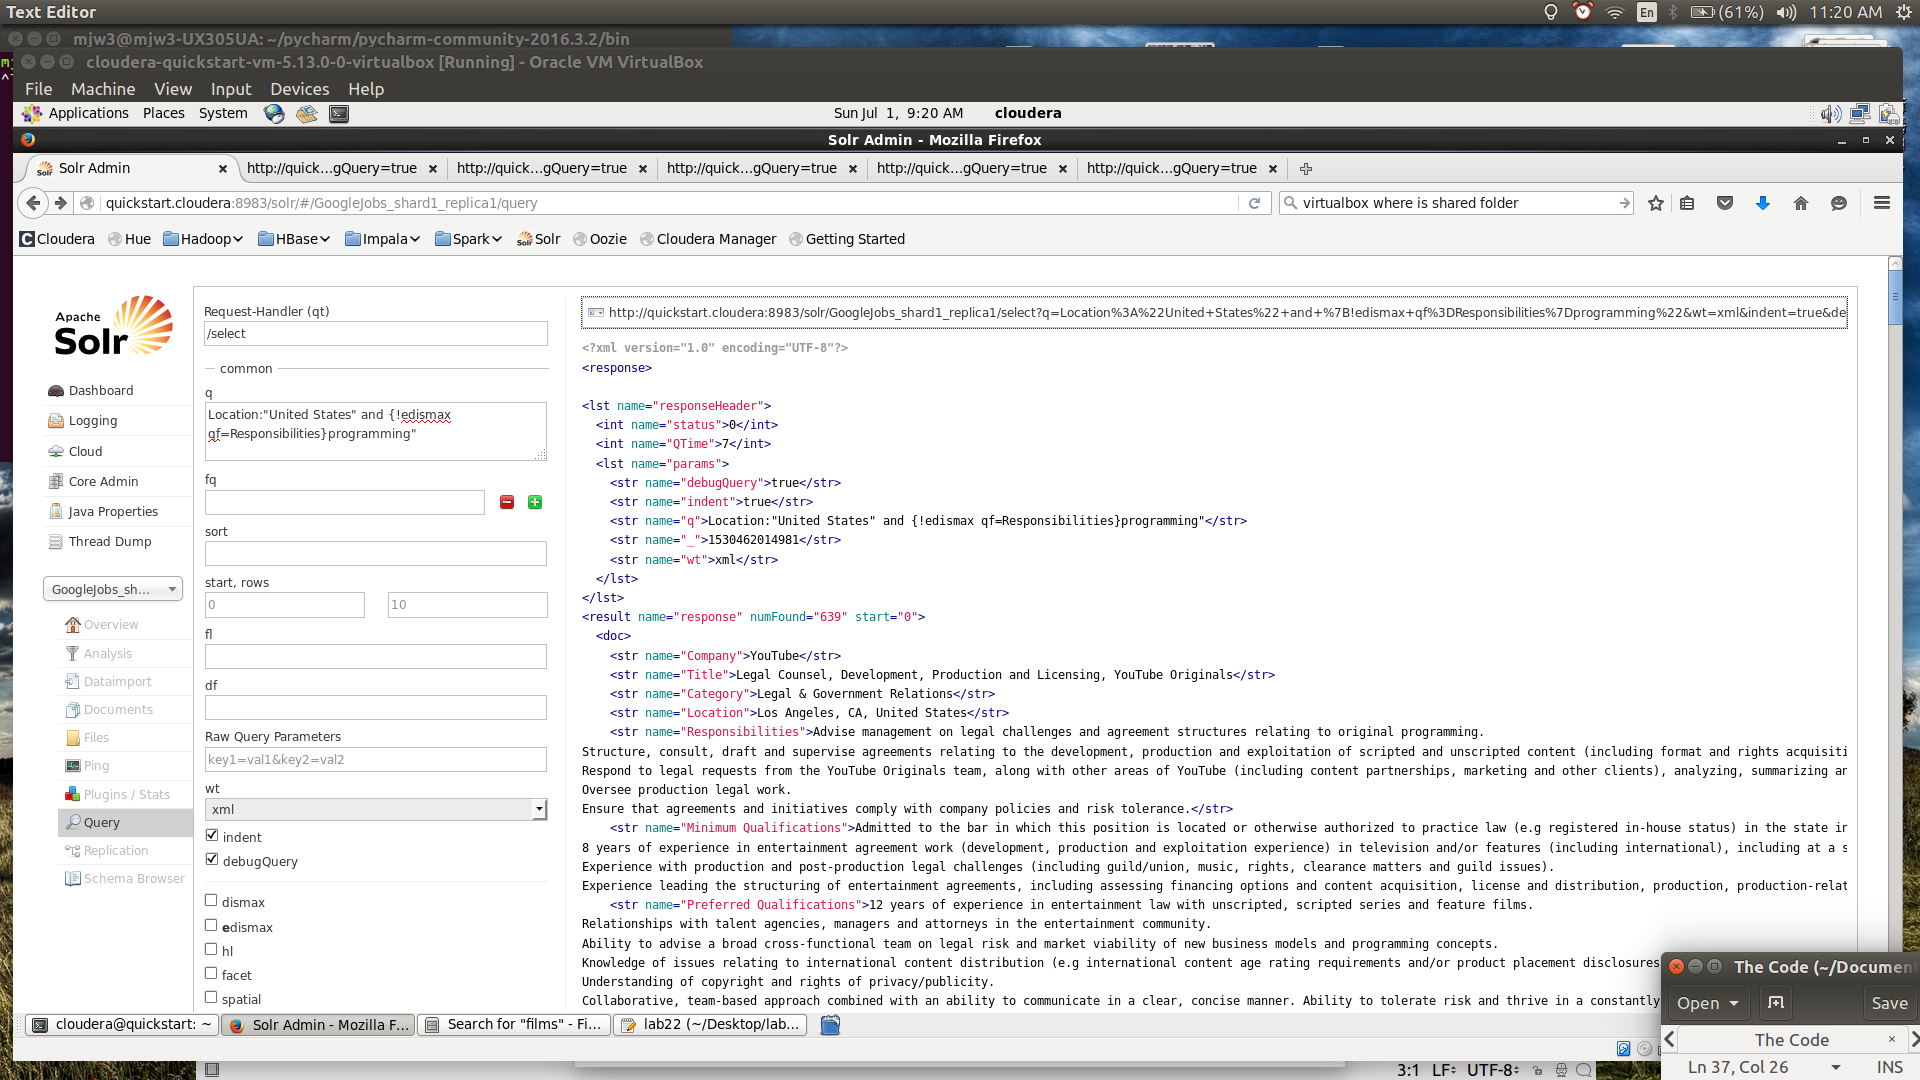 Text Editor
En
(61%)
11:20 AM
mjw3@mjw3-UX305UA: ~/pycharm/pycharm-community-2016.3.2/bin
cloudera-quickstart-vm-5.13.0-0-virtualbox [Running] - Oracle VM VirtualBox
File Machine View Input Devices Help
Applications Places System
Sun Jul 1, 9:20 AM cloudera
Solr Admin - Mozilla Firefox
Solr Admin
http://quick...gQuery=true
http://quick...gQuery=true
http://quick...gQuery=true
http://quick...gQuery=true
http://quick...gQuery=true
quickstart.cloudera:8983/solr/#/GoogleJobs_shard1_replica1/query
virtualbox where is shared folder
Cloudera Hue Hadoop HBase Impala Spark Solr Oozie Cloudera Manager Getting Started
Apache
Solr
Dashboard
Logging
Cloud
Core Admin
Java Properties
Thread Dump
GoogleJobs_sh...
Overview
Analysis
Dataimport
Documents
Files
Ping
Plugins / Stats
Query
Replication
Schema Browser
Request-Handler (qt)
/select
common
q
Location:"United States" and {!edismax
qf=Responsibilities}programming"
fq
sort
start, rows
0
10
fl
df
Raw Query Parameters
key1=val1&key2=val2
wt
xml
indent
debugQuery
dismax
edismax
hl
facet
spatial
http://quickstart.cloudera:8983/solr/GoogleJobs_shard1_replica1/select?q=Location%3A%22United+States%22+and+%7B!edismax+qf%3DResponsibilities%7Dprogramming%22&wt=xml&indent=true&de
<?xml version="1.0" encoding="UTF-8"?>
<response>
<lst name="responseHeader">
<int name="status">0</int>
<int name="QTime">7</int>
<lst name="params">
<str name="debugQuery">true</str>
<str name="indent">true</str>
<str name="q">Location:"United States" and {!edismax qf=Responsibilities}programming"</str>
<str name="_">1530462014981</str>
<str name="wt">xml</str>
</lst>
</lst>
<result name="response" numFound="639" start="0">
<doc>
<str name="Company">YouTube</str>
<str name="Title">Legal Counsel, Development, Production and Licensing, YouTube Originals</str>
<str name="Category">Legal & Government Relations</str>
<str name="Location">Los Angeles, CA, United States</str>
<str name="Responsibilities">Advise management on legal challenges and agreement structures relating to original programming.
Structure, consult, draft and supervise agreements relating to the development, production and exploitation of scripted and unscripted content (including format and rights acquisiti
Respond to legal requests from the YouTube Originals team, along with other areas of YouTube (including content partnerships, marketing and other clients), analyzing, summarizing an
Oversee production legal work.
Ensure that agreements and initiatives comply with company policies and risk tolerance.</str>
<str name="Minimum Qualifications">Admitted to the bar in which this position is located or otherwise authorized to practice law (e.g registered in-house status) in the state in
8 years of experience in entertainment agreement work (development, production and exploitation experience) in television and/or features (including international), including at a s
Experience with production and post-production legal challenges (including guild/union, music, rights, clearance matters and guild issues).
Experience leading the structuring of entertainment agreements, including assessing financing options and content acquisition, license and distribution, production, production-relat
<str name="Preferred Qualifications">12 years of experience in entertainment law with unscripted, scripted series and feature films.
Relationships with talent agencies, managers and attorneys in the entertainment community.
Ability to advise a broad cross-functional team on legal risk and market viability of new business models and programming concepts.
Knowledge of issues relating to international content distribution (e.g international content age rating requirements and/or product placement disclosures
Understanding of copyright and rights of privacy/publicity.
Collaborative, team-based approach combined with an ability to communicate in a clear, concise manner. Ability to tolerate risk and thrive in a constantly
The Code (~/Documen
Open
Save
The Code
Ln 37, Col 26
INS
cloudera@quickstart: ~
Solr Admin - Mozilla F...
Search for "films" - Fi...
lab22 (~/Desktop/lab...
3:1 LF UTF-8